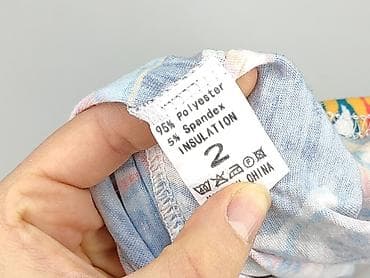 95% Polyester
5% Spandex
INSULATION
2
CHINA